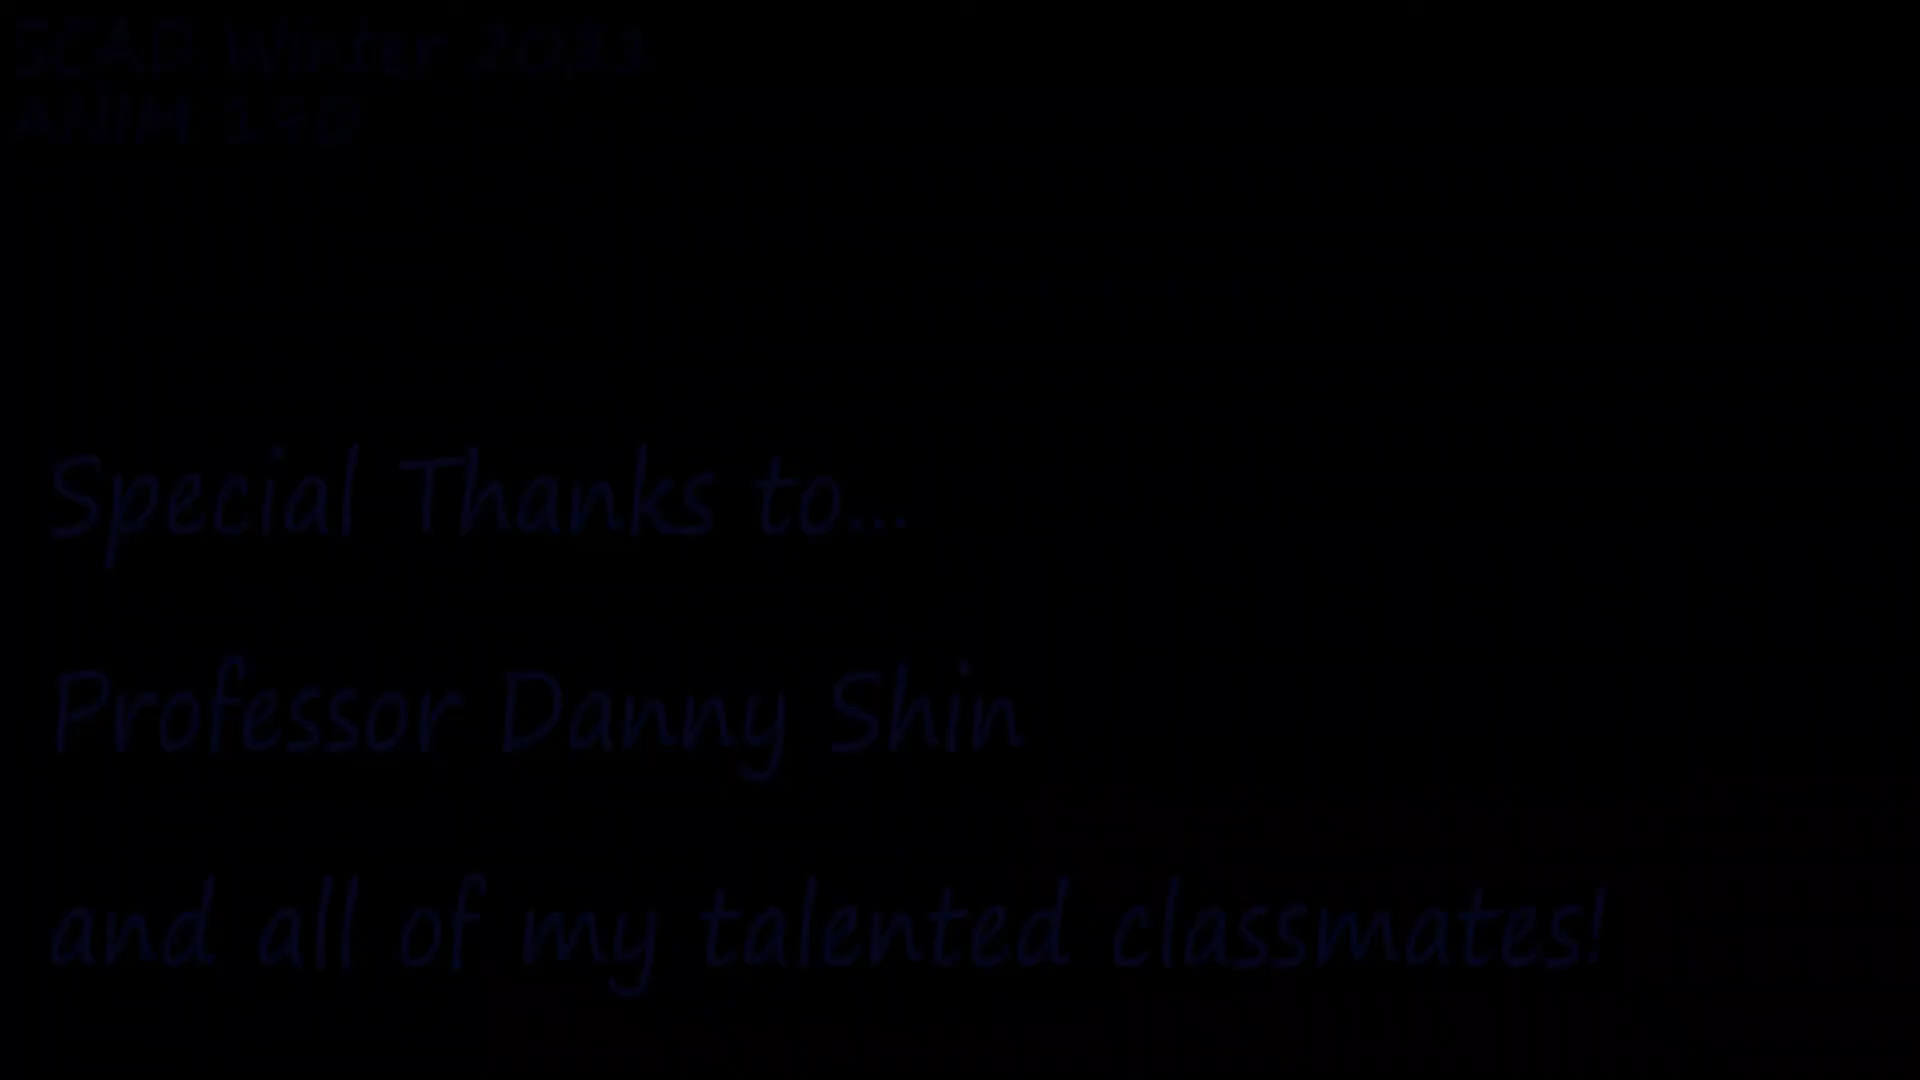 SCAD Winter 2021
ANIM 190
Special Thanks to...
Professor Danny Shin
and all of my talented classmates!